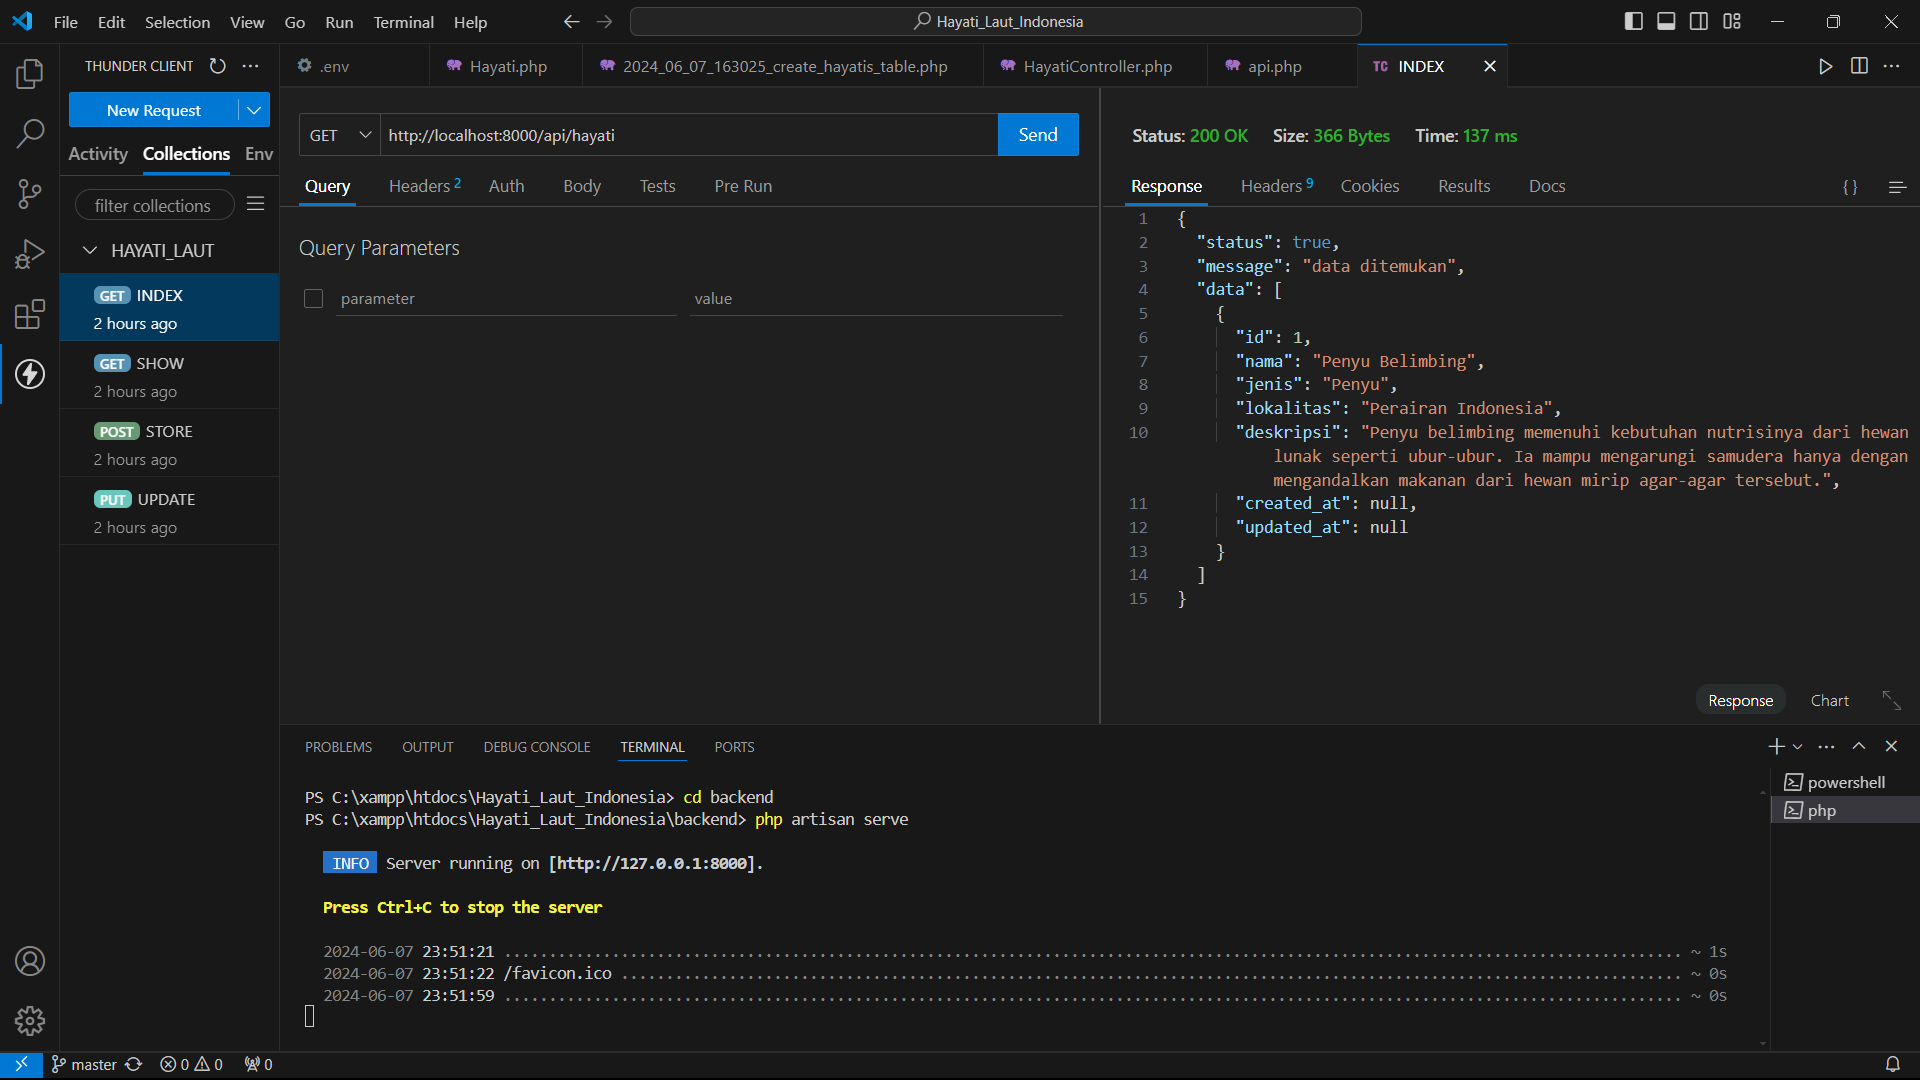 File Edit Selection View Go Run Terminal Help
Hayati_Laut_Indonesia
THUNDER CLIENT
New Request
Activity Collections Env
filter collections
HAYATI_LAUT
GET INDEX
2 hours ago
GET SHOW
2 hours ago
POST STORE
2 hours ago
PUT UPDATE
2 hours ago
.env Hayati.php 2024_06_07_163025_create_hayatis_table.php HayatiController.php api.php TC INDEX
GET http://localhost:8000/api/hayati Send
Query Headers 2 Auth Body Tests Pre Run
Query Parameters
parameter value
Status: 200 OK Size: 366 Bytes Time: 137 ms
Response Headers 9 Cookies Results Docs {}
1 {
2 "status": true,
3 "message": "data ditemukan",
4 "data": [
5 {
6 "id": 1,
7 "nama": "Penyu Belimbing",
8 "jenis": "Penyu",
9 "lokalitas": "Perairan Indonesia",
10 "deskripsi": "Penyu belimbing memenuhi kebutuhan nutrisinya dari hewan
lunak seperti ubur-ubur. Ia mampu mengarungi samudera hanya dengan
mengandalkan makanan dari hewan mirip agar-agar tersebut.",
11 "created_at": null,
12 "updated_at": null
13 }
14 ]
15 }
Response Chart
PROBLEMS OUTPUT DEBUG CONSOLE TERMINAL PORTS
PS C:\xampp\htdocs\Hayati_Laut_Indonesia> cd backend
PS C:\xampp\htdocs\Hayati_Laut_Indonesia\backend> php artisan serve
INFO Server running on [http://127.0.0.1:8000].
Press Ctrl+C to stop the server
2024-06-07 23:51:21 ................................................................ ~ 1s
2024-06-07 23:51:22 /favicon.ico ................................................................ ~ 0s
2024-06-07 23:51:59 ................................................................ ~ 0s
powershell
php
master 0 0 0